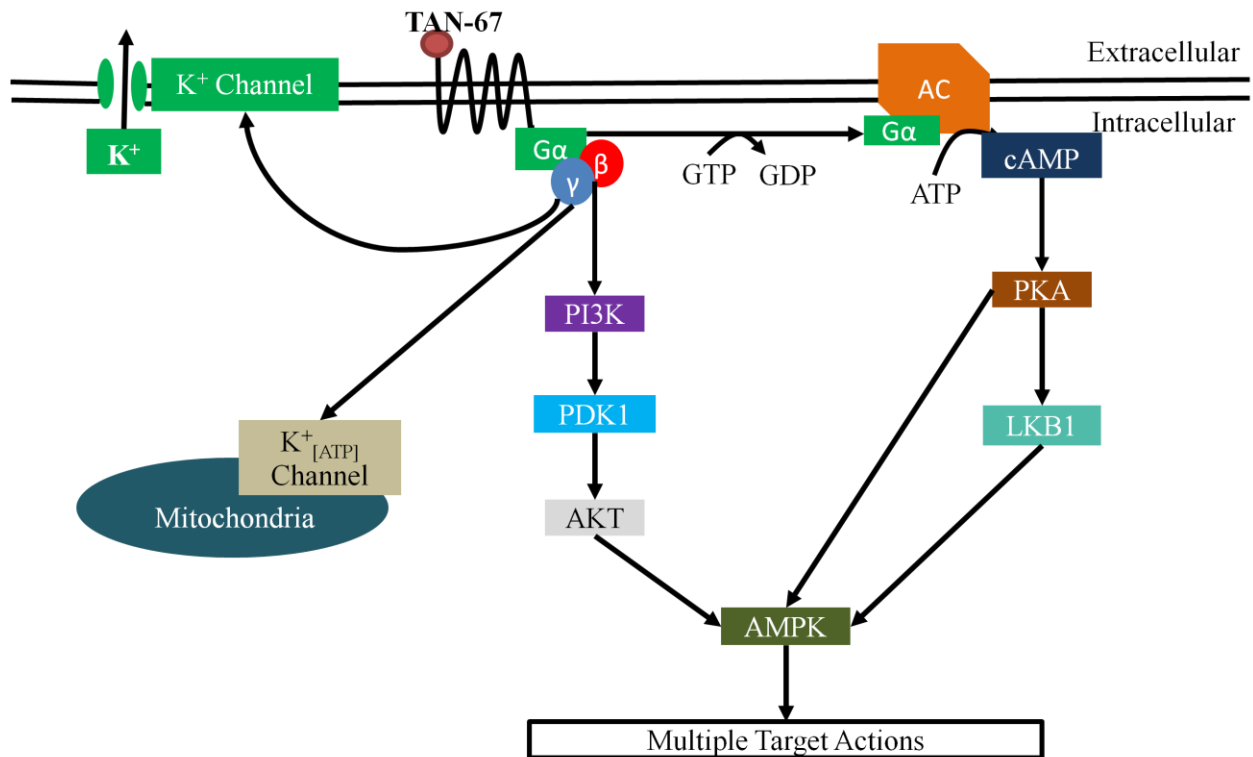 TAN-67
K⁺ Channel
AC
Extracellular
Intracellular
K⁺
Gα
β
γ
GTP
GDP
Gα
ATP
cAMP
PI3K
PKA
PDK1
LKB1
K⁺[ATP]
Channel
Mitochondria
AKT
AMPK
Multiple Target Actions